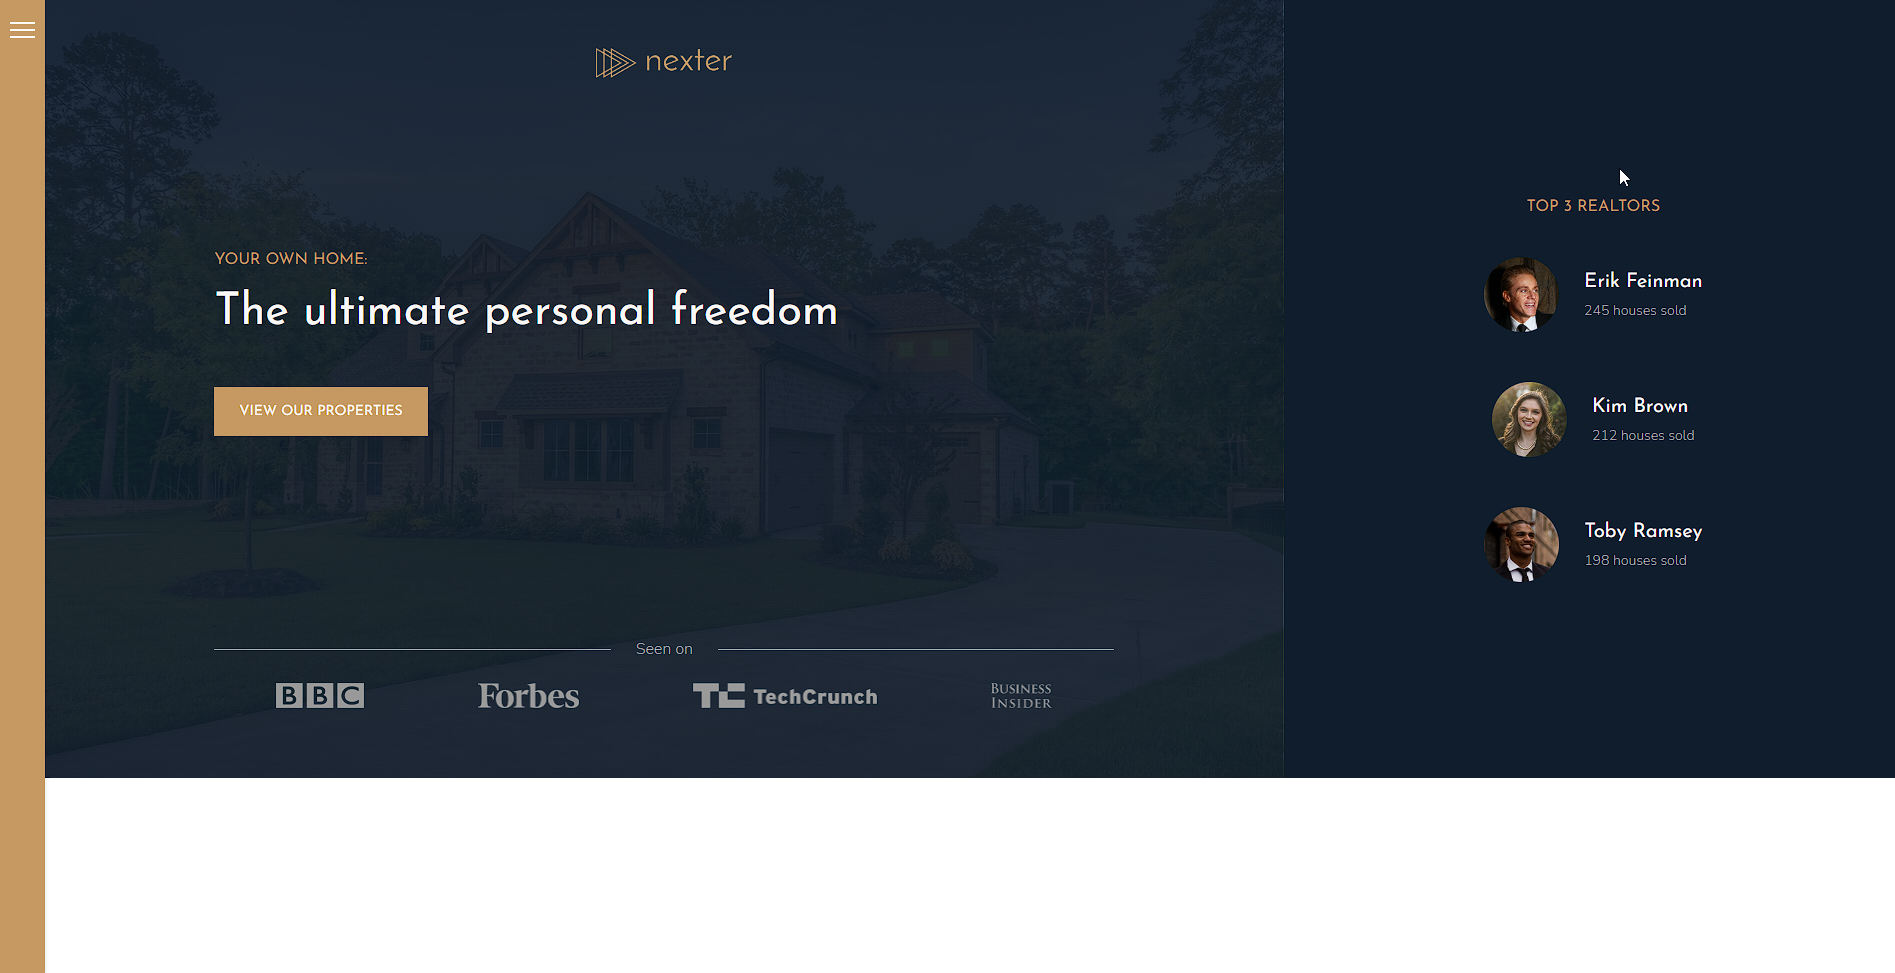 nexter
YOUR OWN HOME:
The ultimate personal freedom
VIEW OUR PROPERTIES
Seen on
BBC
Forbes
TC TechCrunch
BUSINESS
INSIDER
TOP 3 REALTORS
Erik Feinman
245 houses sold
Kim Brown
212 houses sold
Toby Ramsey
198 houses sold